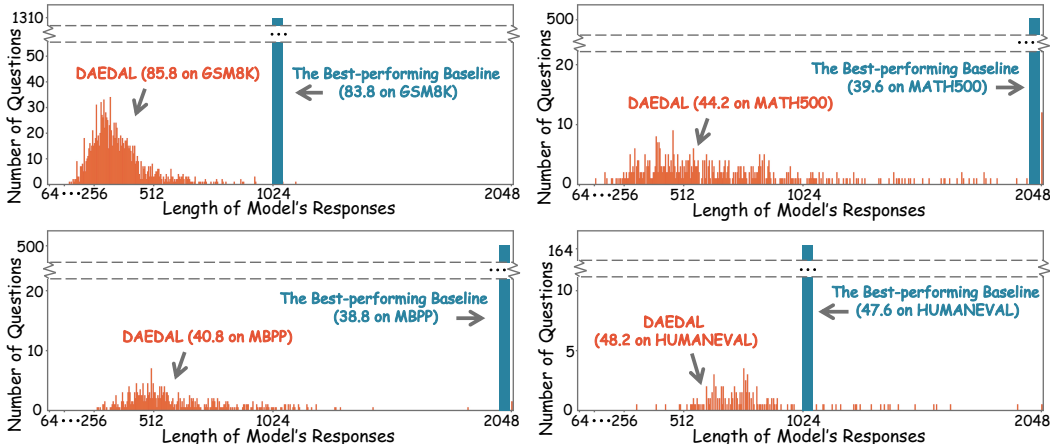 Number of Questions
1310
50
40
30
20
10
0
...
DAEDAL (85.8 on GSM8K)
The Best-performing Baseline
(83.8 on GSM8K)
64 ··· 256 512 1024 2048
Length of Model's Responses
Number of Questions
500
20
10
0
....
The Best-performing Baseline
(39.6 on MATH500)
DAEDAL (44.2 on MATH500)
64 ··· 256 512 1024 2048
Length of Model's Responses
Number of Questions
500
20
10
0
....
The Best-performing Baseline
(38.8 on MBPP)
DAEDAL (40.8 on MBPP)
64 ··· 256 512 1024 2048
Length of Model's Responses
Number of Questions
164
10
5
0
...
The Best-performing Baseline
(47.6 on HUMANEVAL)
DAEDAL
(48.2 on HUMANEVAL)
64 ··· 256 512 1024 2048
Length of Model's Responses